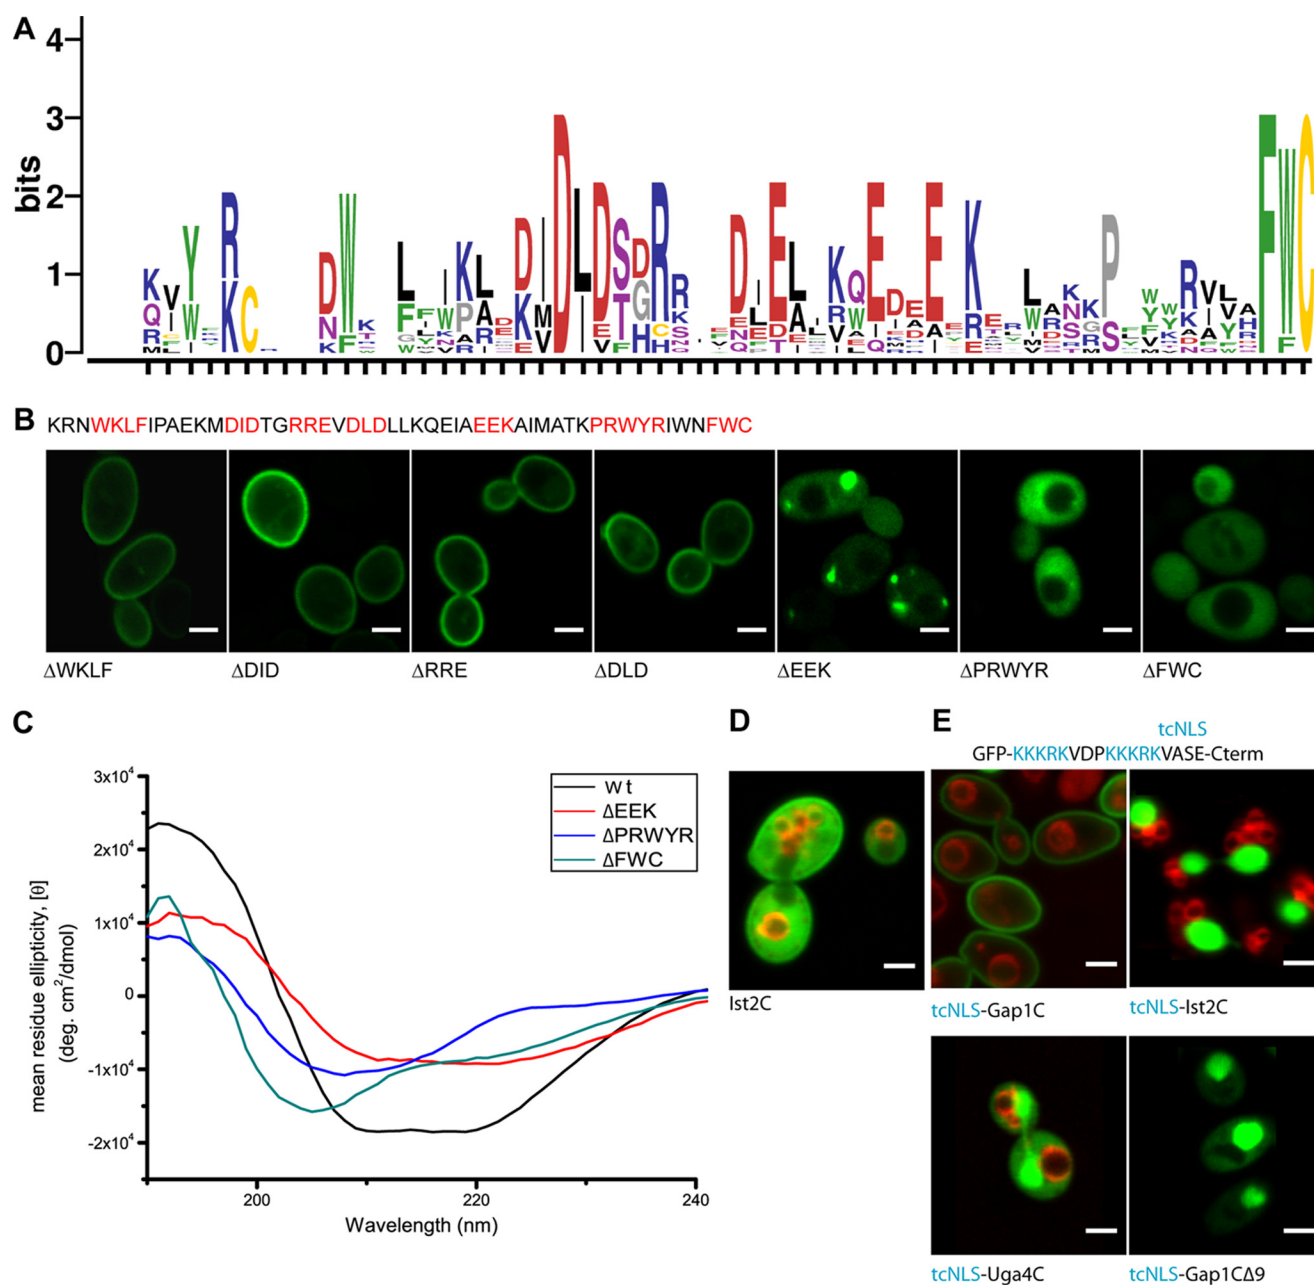 A
bits
4
3
2
1
0
B
KRNWKLFIPAEKMDIDTGRREVDLDLLKQEIAEEKAIMATKPRWYRIWNFWC
ΔWKLF
ΔDID
ΔRRE
ΔDLD
ΔEEK
ΔPRWYR
ΔFWC
C
mean residue ellipticity, [θ]
(deg. cm²/dmol)
3x10⁴
2x10⁴
1x10⁴
0
-1x10⁴
-2x10⁴
200
220
240
Wavelength (nm)
wt
ΔEEK
ΔPRWYR
ΔFWC
D
Ist2C
E
tcNLS
GFP-KKKRKVDPKKKRKVASE-Cterm
tcNLS-Gap1C
tcNLS-Ist2C
tcNLS-Uga4C
tcNLS-Gap1CΔ9